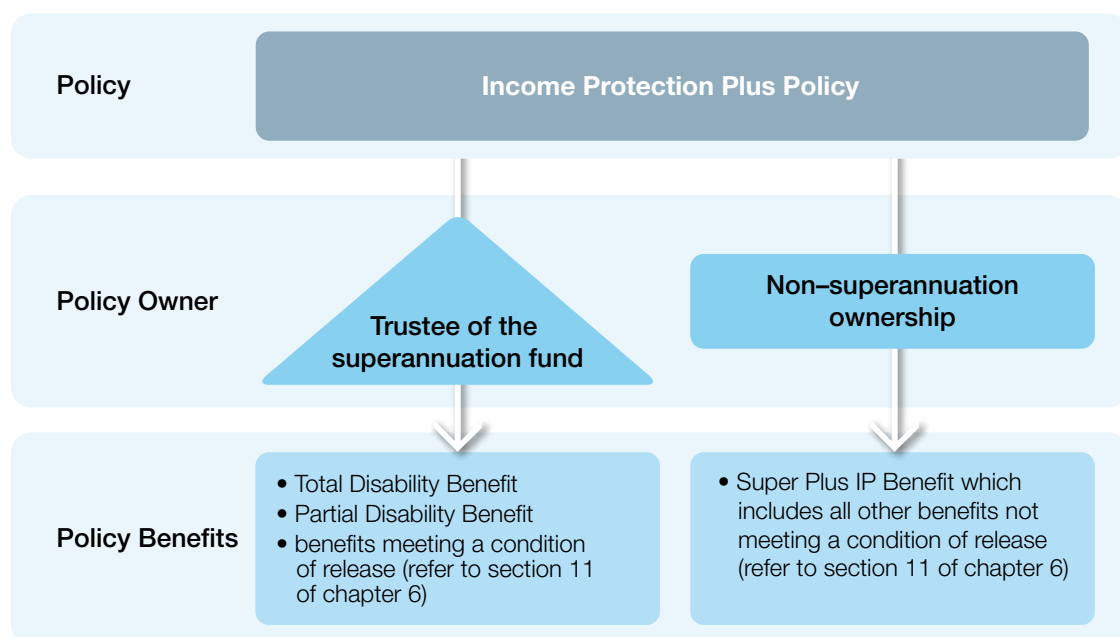 Policy
Income Protection Plus Policy
Policy Owner
Trustee of the
superannuation fund
Non–superannuation
ownership
Policy Benefits
• Total Disability Benefit
• Partial Disability Benefit
• benefits meeting a condition
of release (refer to section 11
of chapter 6)
• Super Plus IP Benefit which
includes all other benefits not
meeting a condition of release
(refer to section 11 of chapter 6)